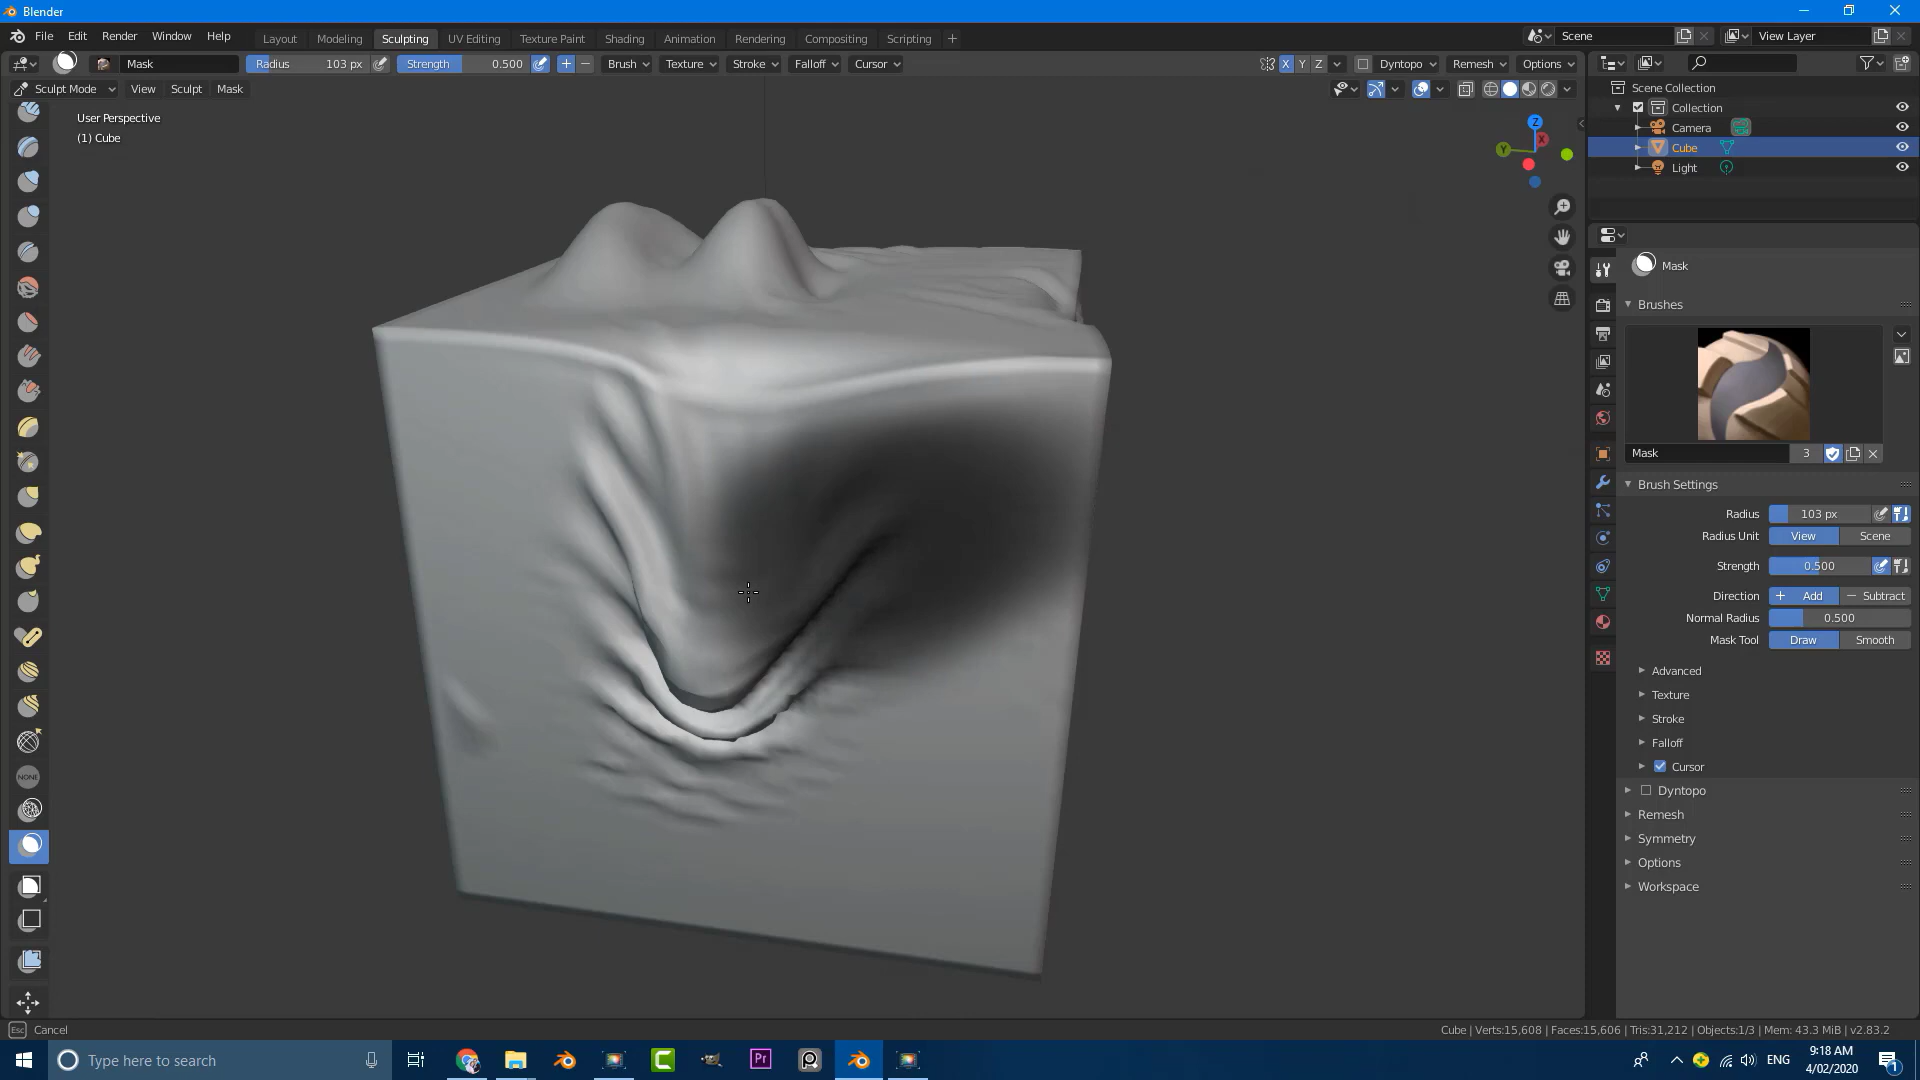 Blender
File Edit Render Window Help Layout Modeling Sculpting UV Editing Texture Paint Shading Animation Rendering Compositing Scripting + Scene View Layer
Mask Radius 103 px Strength 0.500 + − Brush Texture Stroke Falloff Cursor X Y Z Dyntopo Remesh Options
Sculpt Mode View Sculpt Mask
User Perspective
(1) Cube
Z
X
Y
NONE
Scene Collection
Collection
Camera
Cube
Light
Mask
Brushes
Mask 3
Brush Settings
Radius 103 px
Radius Unit View Scene
Strength 0.500
Direction + Add − Subtract
Normal Radius 0.500
Mask Tool Draw Smooth
Advanced
Texture
Stroke
Falloff
Cursor
Dyntopo
Remesh
Symmetry
Options
Workspace
Esc Cancel Cube | Verts:15,608 | Faces:15,606 | Tris:31,212 | Objects:1/3 | Mem: 43.3 MiB | v2.83.2
Type here to search C Pr ENG 9:18 AM
4/02/2020 1